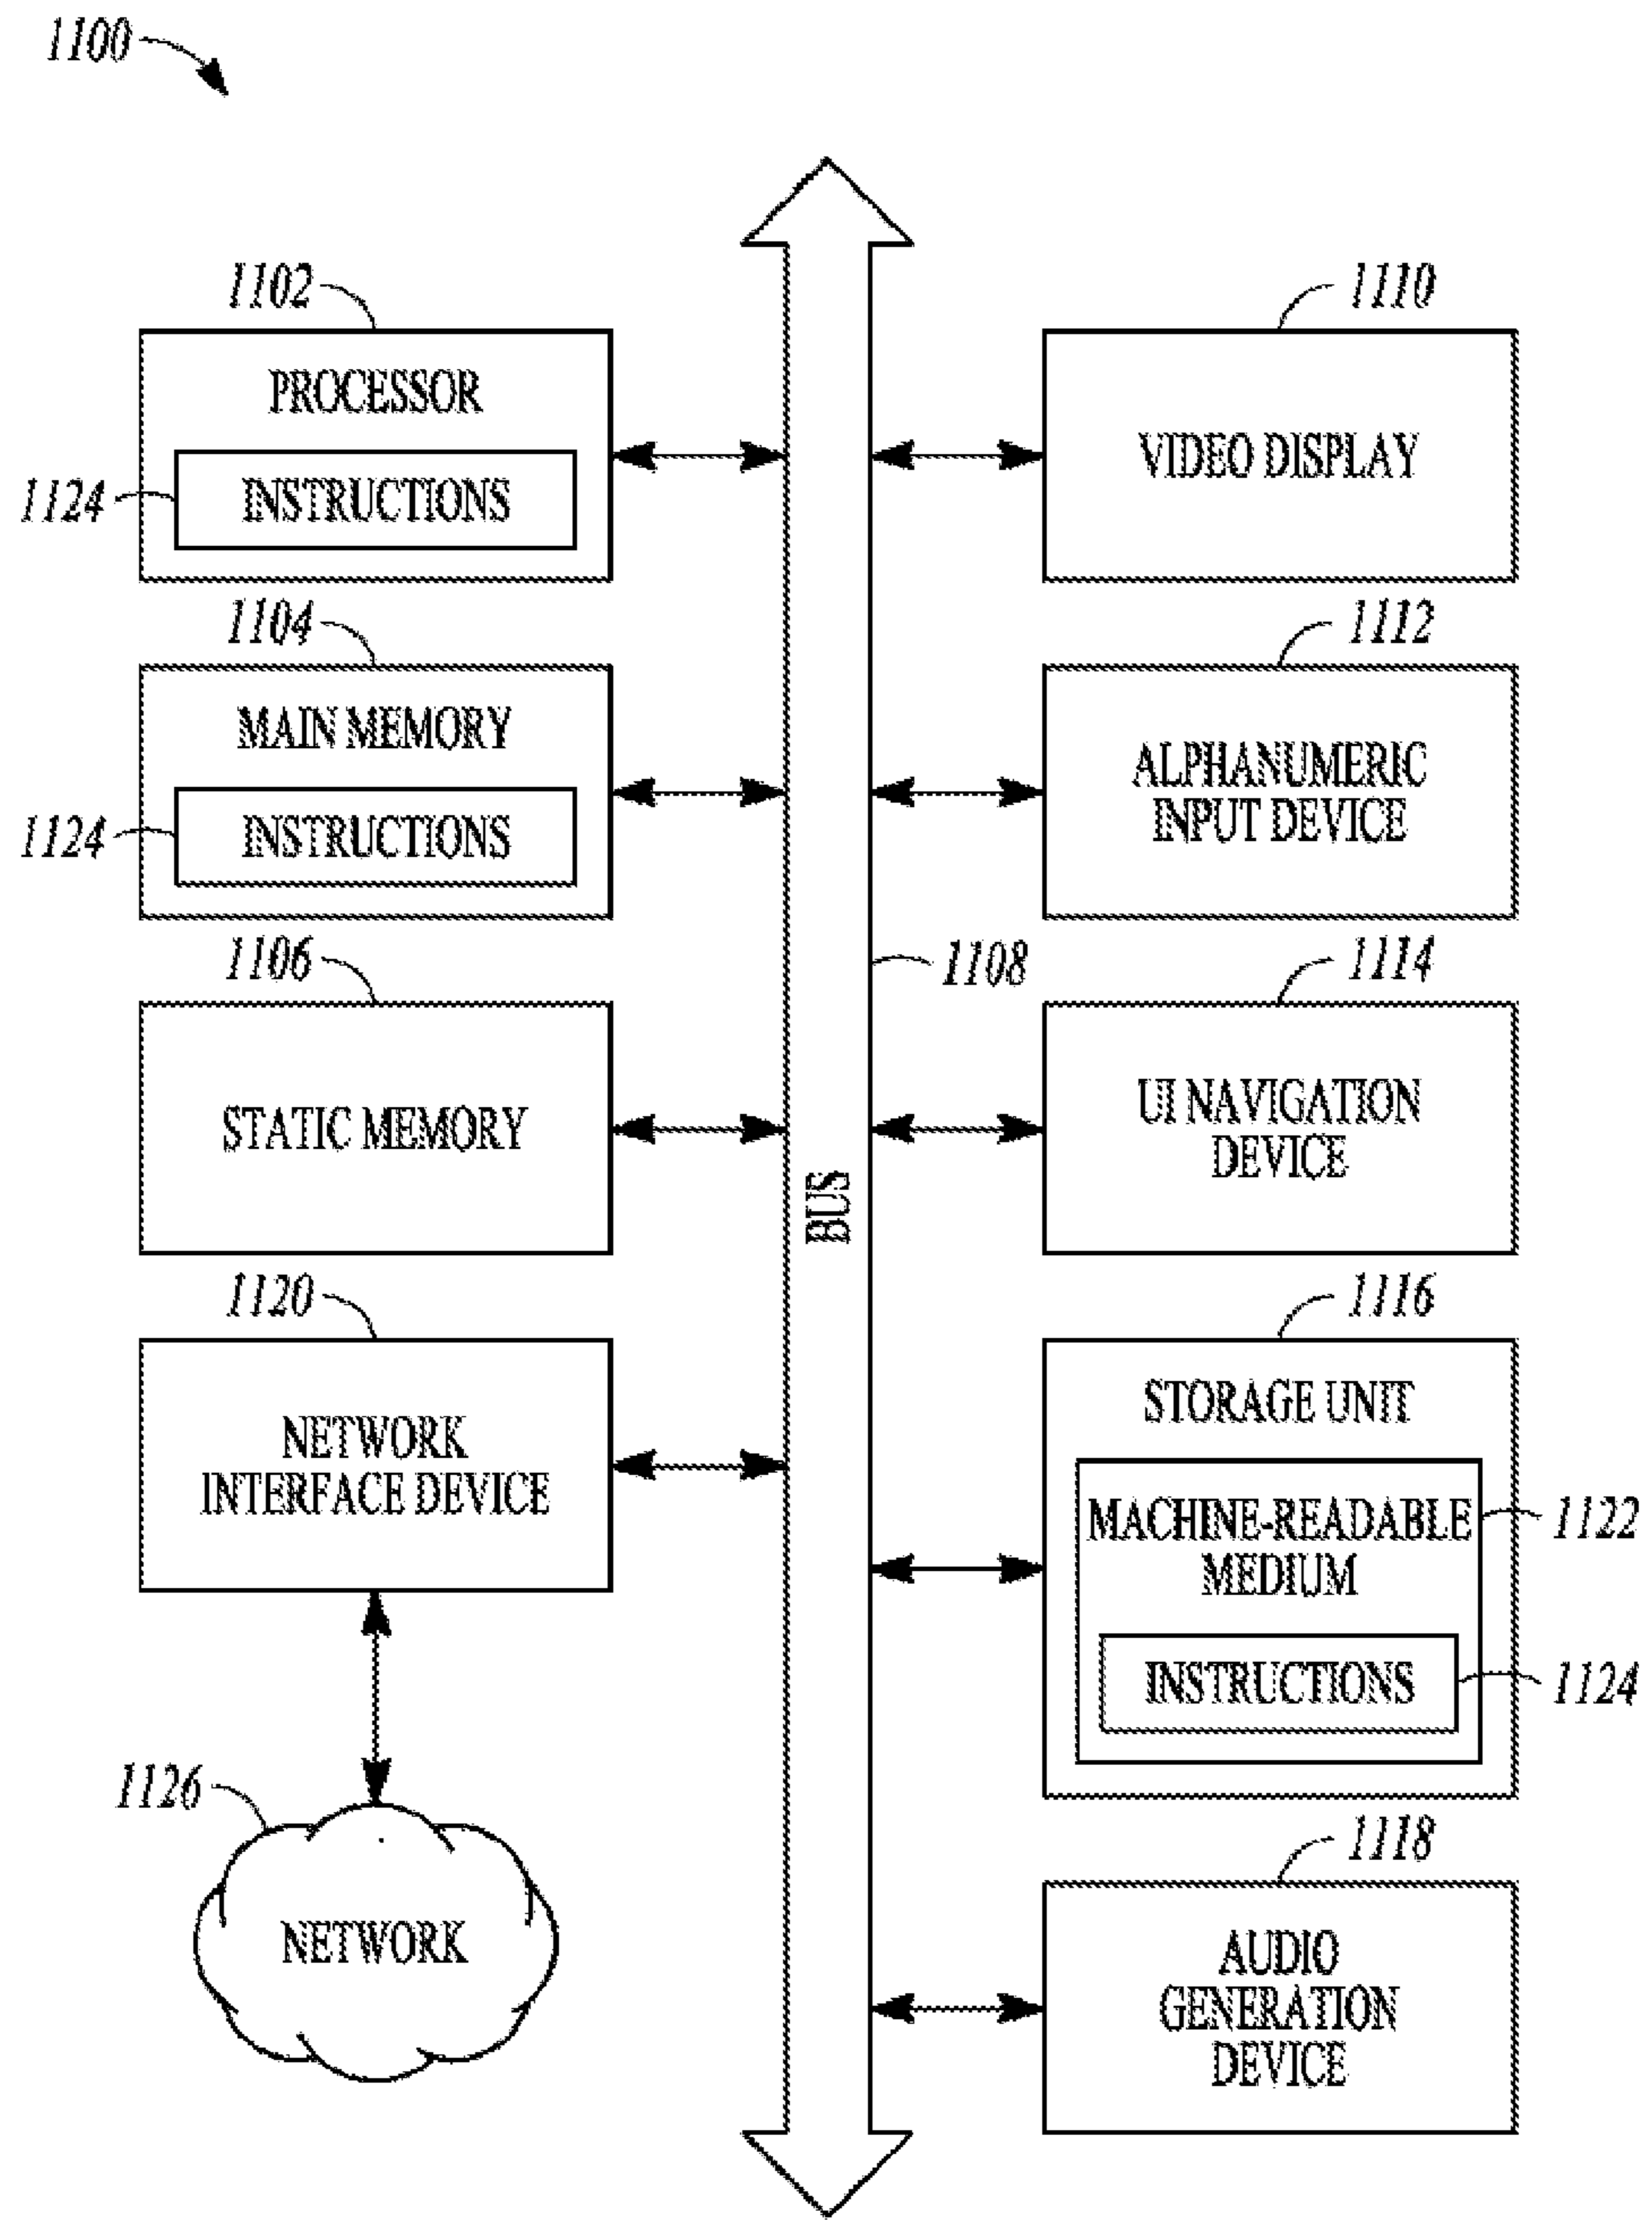 1100
1102
PROCESSOR
1124
INSTRUCTIONS
1104
MAIN MEMORY
1124
INSTRUCTIONS
1106
STATIC MEMORY
1120
NETWORK
INTERFACE DEVICE
1126
NETWORK
BUS
1108
1110
VIDEO DISPLAY
1112
ALPHANUMERIC
INPUT DEVICE
1114
UI NAVIGATION
DEVICE
1116
STORAGE UNIT
MACHINE-READABLE
MEDIUM
1122
INSTRUCTIONS
1124
1118
AUDIO
GENERATION
DEVICE